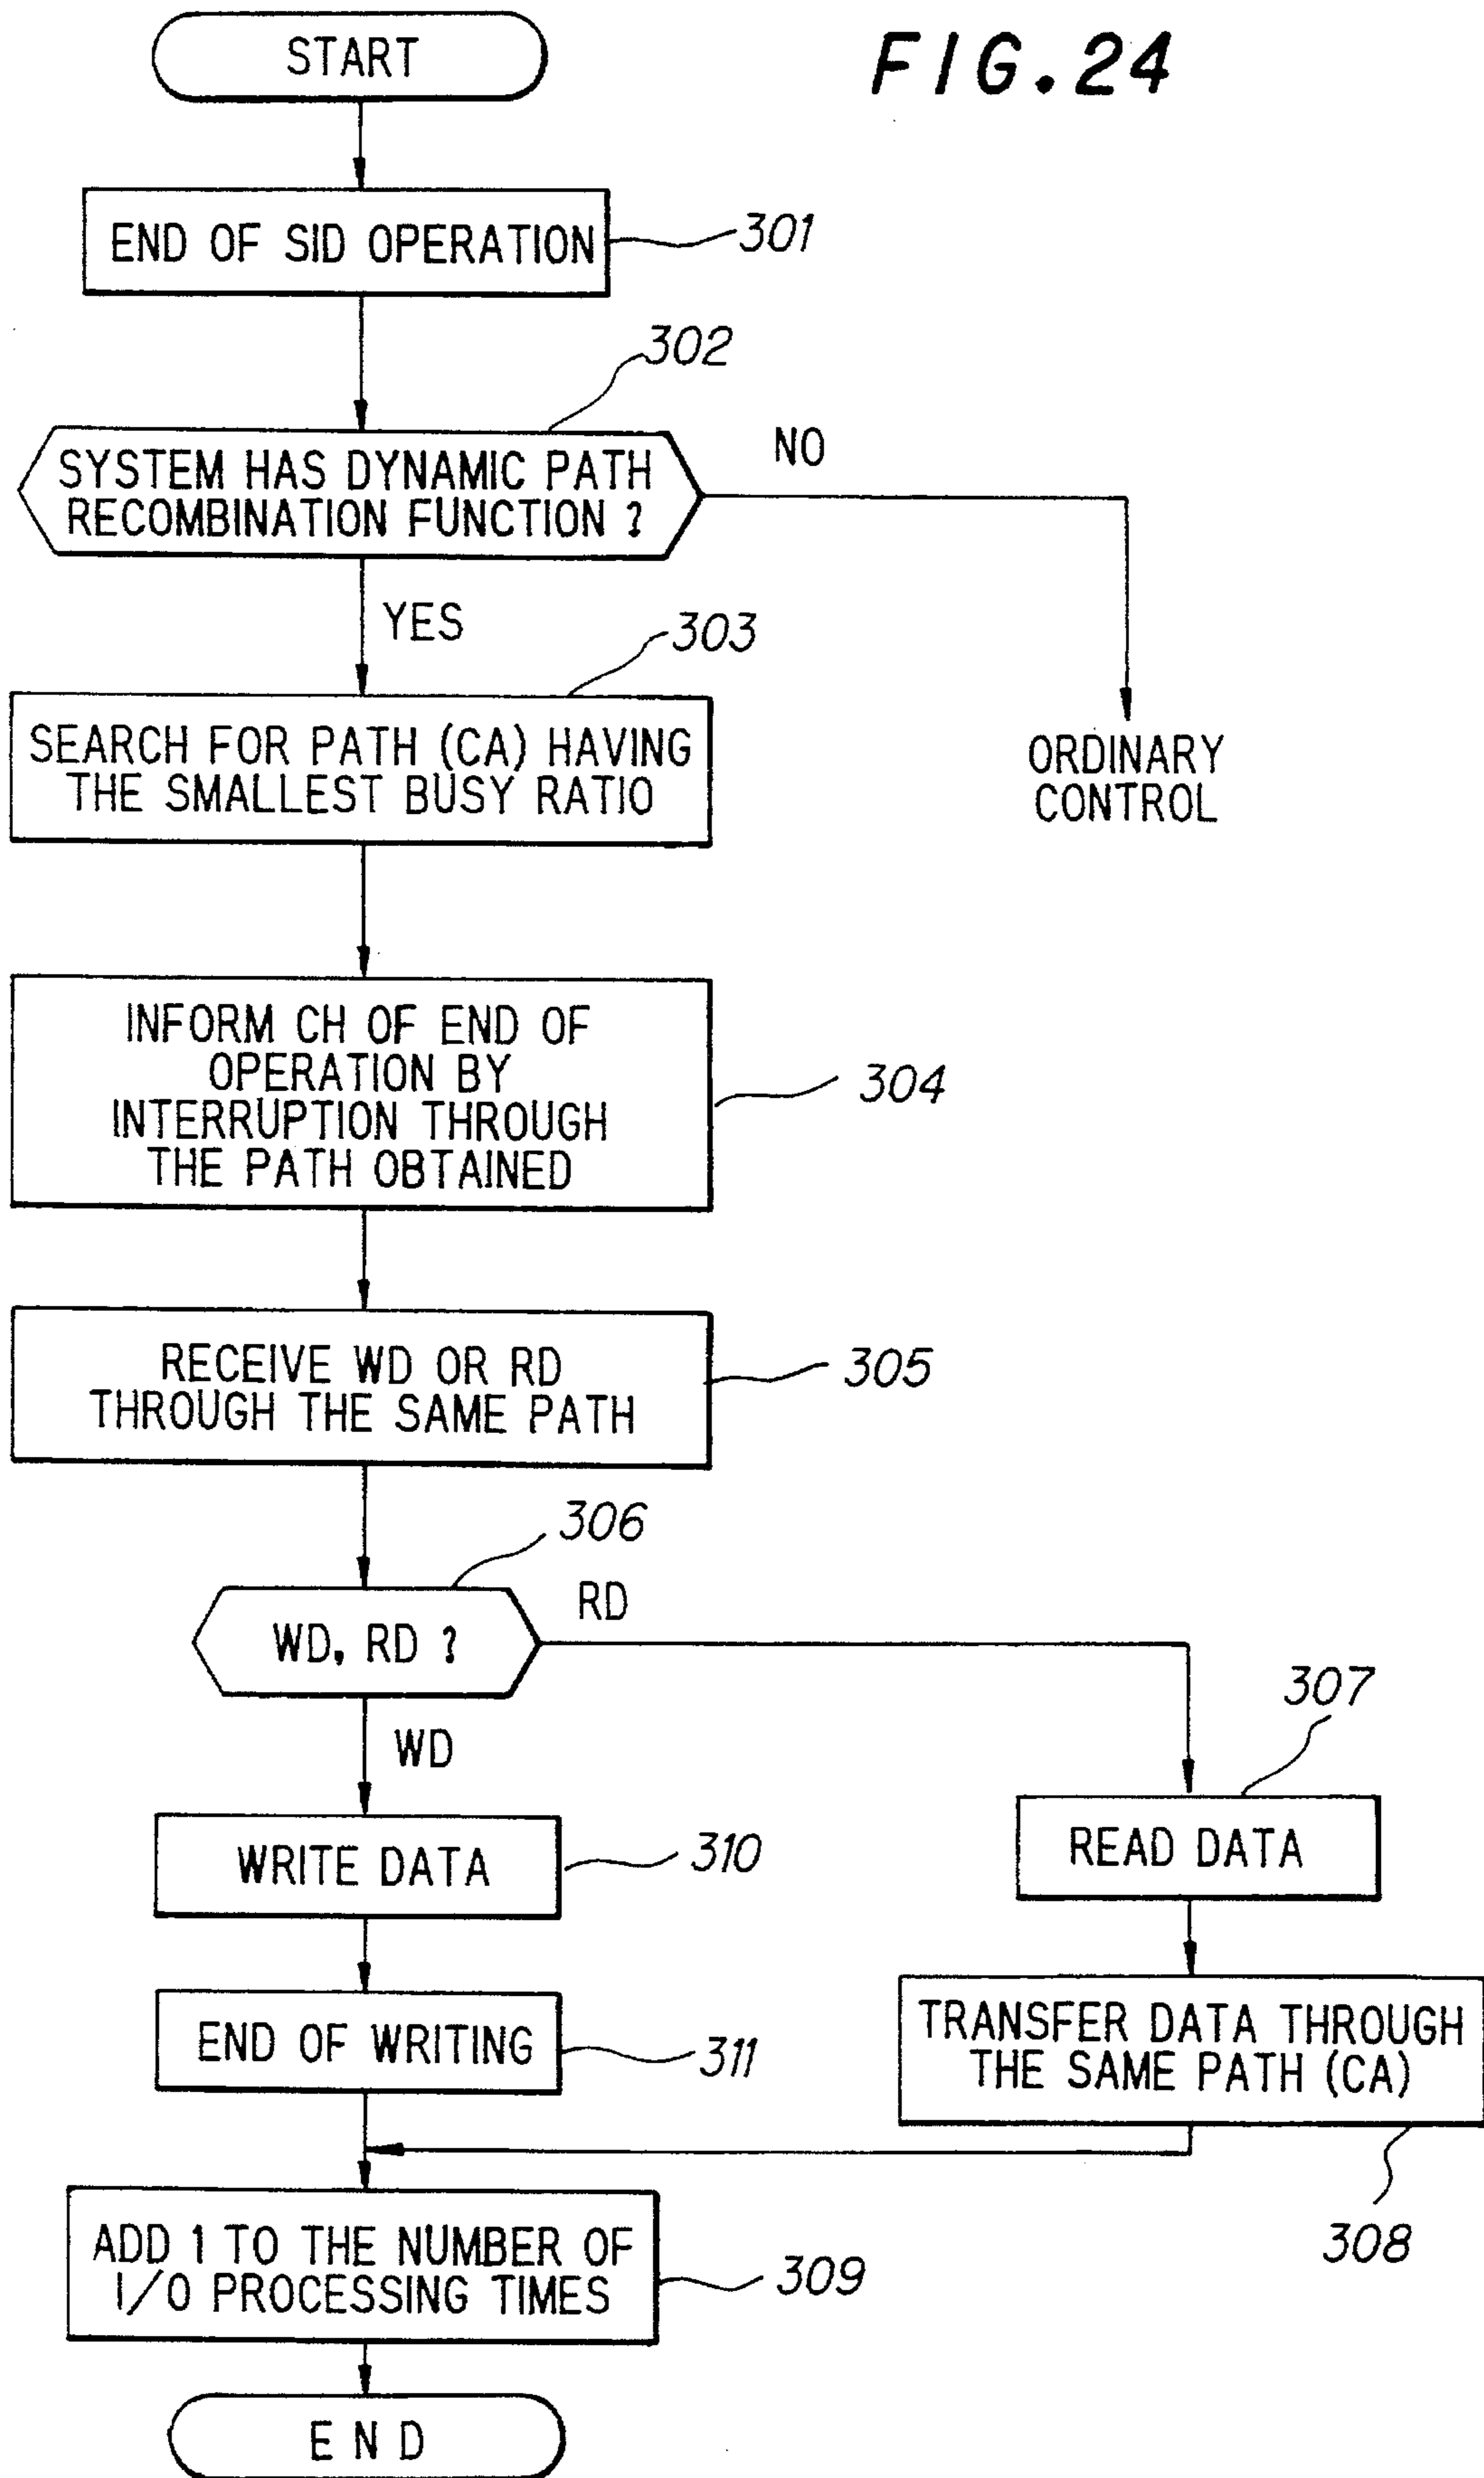 START
FIG.24
END OF SID OPERATION
301
302
SYSTEM HAS DYNAMIC PATH
RECOMBINATION FUNCTION ?
NO
YES
303
SEARCH FOR PATH (CA) HAVING
THE SMALLEST BUSY RATIO
ORDINARY
CONTROL
INFORM CH OF END OF
OPERATION BY
INTERRUPTION THROUGH
THE PATH OBTAINED
304
RECEIVE WD OR RD
THROUGH THE SAME PATH
305
306
WD, RD ?
RD
WD
307
WRITE DATA
310
READ DATA
END OF WRITING
311
TRANSFER DATA THROUGH
THE SAME PATH (CA)
308
ADD 1 TO THE NUMBER OF
I/O PROCESSING TIMES
309
END